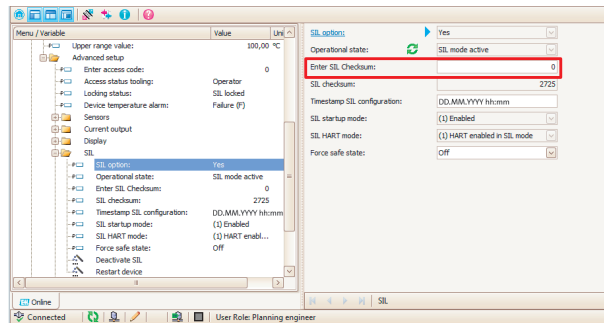 Menu / Variable Value Uni
Upper range value: 100,00 °C
Advanced setup
Enter access code: 0
Access status tooling: Operator
Locking status: SIL locked
Device temperature alarm: Failure (F)
Sensors
Current output
Display
SIL
SIL option: Yes
Operational state: SIL mode active
Enter SIL Checksum: 0
SIL checksum: 2725
Timestamp SIL configuration: DD.MM.YYYY hh:mm
SIL startup mode: (1) Enabled
SIL HART mode: (1) HART enabl...
Force safe state: Off
Deactivate SIL
Restart device
Online
SIL option: Yes
Operational state: SIL mode active
Enter SIL Checksum: 0
SIL checksum: 2725
Timestamp SIL configuration: DD.MM.YYYY hh:mm
SIL startup mode: (1) Enabled
SIL HART mode: (1) HART enabled in SIL mode
Force safe state: Off
SIL
Connected User Role: Planning engineer